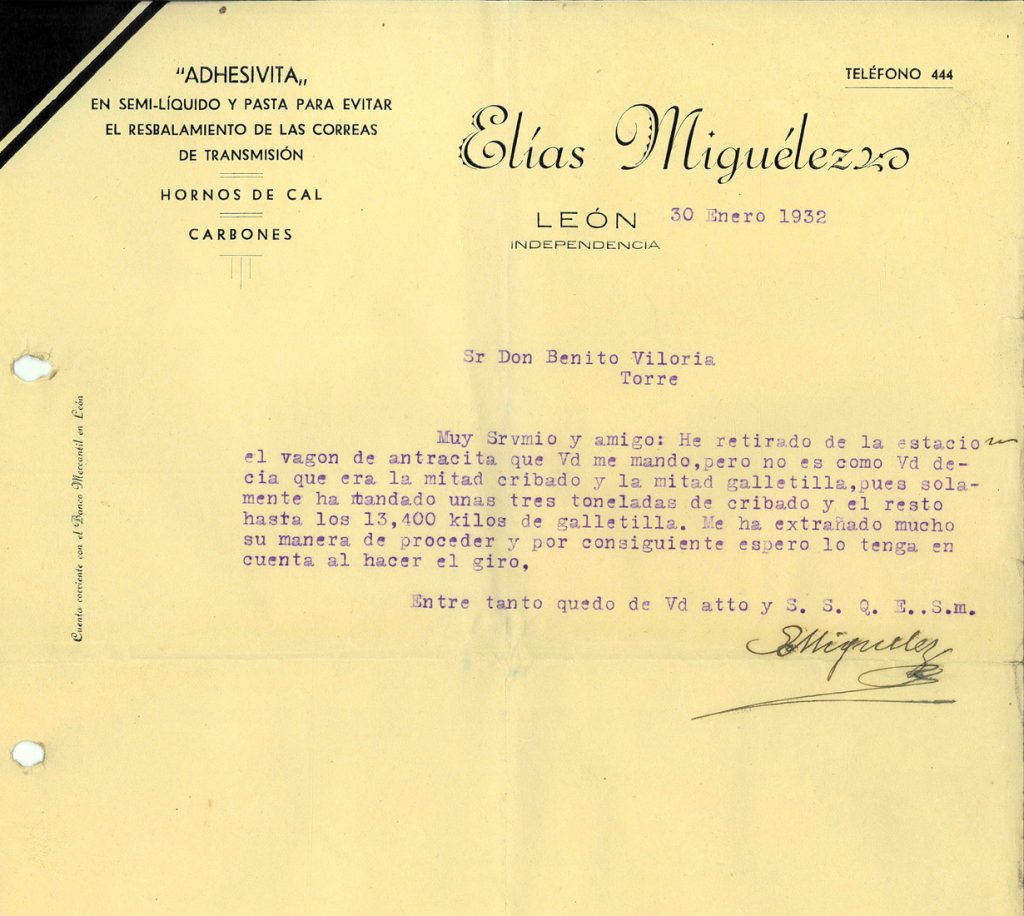 "ADHESIVITA„
EN SEMI-LÍQUIDO Y PASTA PARA EVITAR
EL RESBALAMIENTO DE LAS CORREAS
DE TRANSMISIÓN
HORNOS DE CAL
CARBONES
TELÉFONO 444
Elías Miguélez
LEÓN 30 Enero 1932
INDEPENDENCIA
Sr Don Benito Viloria
Torre
Muy Srvmio y amigo: He retirado de la estacion
el vagon de antracita que Vd me mando,pero no es como Vd de-
cia que era la mitad cribado y la mitad galletilla,pues sola-
mente ha mandado unas tres toneladas de cribado y el resto
hasta los 13,400 kilos de galletilla. Me ha extrañado mucho
su manera de proceder y por consiguiente espero lo tenga en
cuenta al hacer el giro,
Entre tanto quedo de Vd atto y S. S. Q. E..S.m.
EMiguelez
Cuenta corriente con el Banco Mercantil en León